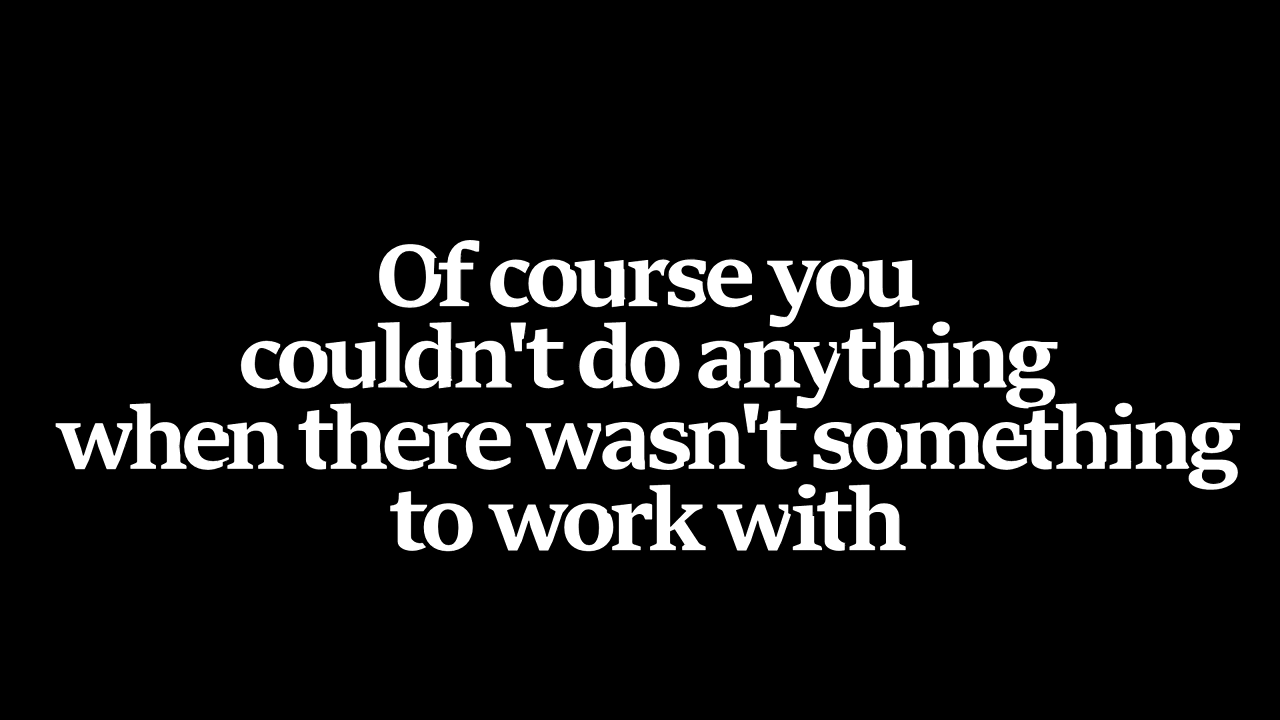 Of course you
couldn't do anything
when there wasn't something
to work with